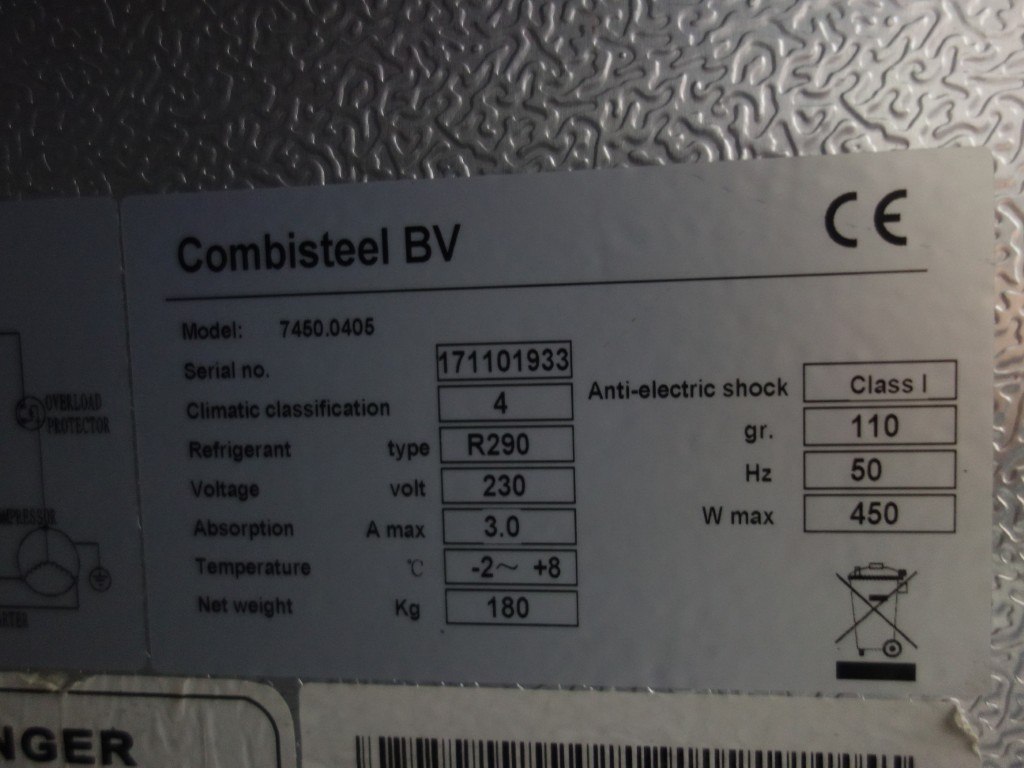 CE
Combisteel BV
Model: 7450.0405
Serial no. 171101933
Climatic classification 4
Refrigerant type R290
Voltage volt 230
Absorption A max 3.0
Temperature °C -2~ +8
Net weight Kg 180
Anti-electric shock Class I
gr. 110
Hz 50
W max 450
OVERLOAD
PROTECTOR
MPRESSOR
ARTER
NGER